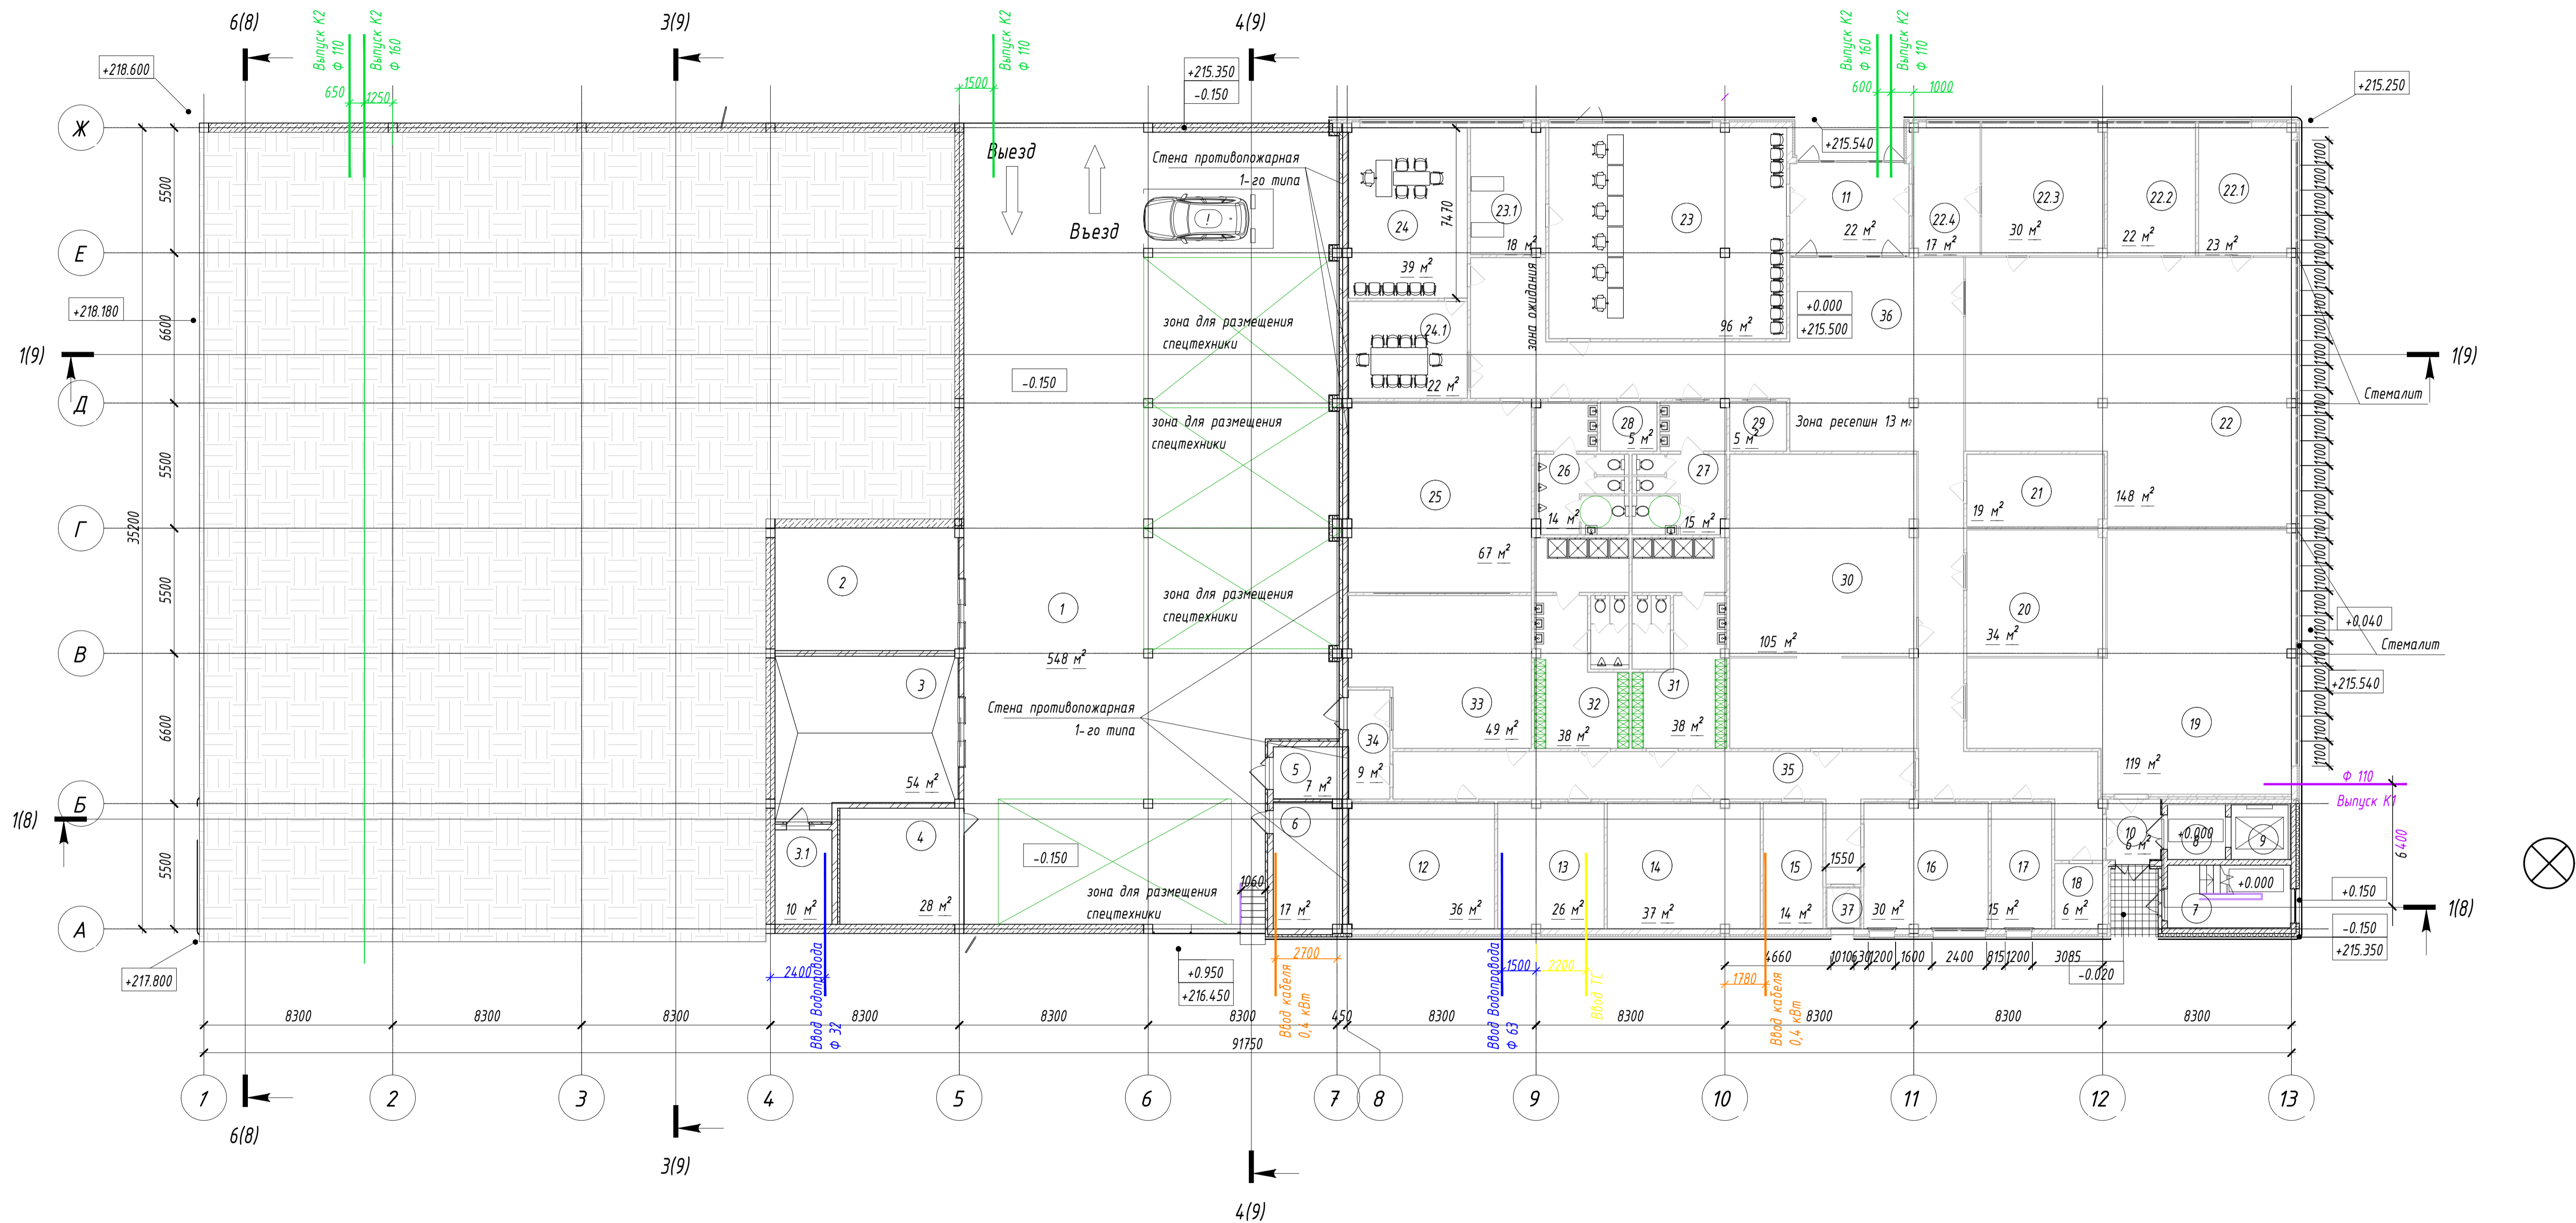 6(8)
3(9)
4(9)
Выпуск К2
Ф 110
Выпуск К2
Ф 160
Выпуск К2
Ф 110
Выпуск К2
Ф 160
Выпуск К2
Ф 110
650
1250
1500
600
1000
+218.600
+215.350
-0.150
+215.540
+215.250
Ж
Е
Д
Г
В
Б
А
5500
6600
5500
5500
6600
5500
35200
+218.180
+217.800
1(9)
1(9)
1(8)
1(8)
Выезд
Въезд
Стена противопожарная
1-го типа
24
39 м²
7470
23.1
18 м²
23
96 м²
11
22 м²
22.4
17 м²
22.3
30 м²
22.2
22 м²
22.1
23 м²
зона ожидания
24.1
22 м²
+0.000
+215.500
36
зона для размещения
спецтехники
-0.150
зона для размещения
спецтехники
зона для размещения
спецтехники
Стемалит
28
5 м²
29
5 м²
Зона ресепшн 13 м²
22
148 м²
25
67 м²
26
14 м²
27
15 м²
21
19 м²
2
1
548 м²
30
105 м²
20
34 м²
+0.040
Стемалит
+215.540
3
54 м²
Стена противопожарная
1-го типа
33
49 м²
32
38 м²
31
38 м²
34
9 м²
35
19
119 м²
Ф 110
Выпуск К1
6400
5
7 м²
6
17 м²
4
28 м²
3.1
10 м²
-0.150
зона для размещения
спецтехники
1060
12
36 м²
13
26 м²
14
37 м²
15
14 м²
1550
37
16
30 м²
17
15 м²
18
6 м²
10
6 м²
8
+0.000
9
+0.000
7
+0.150
-0.150
+215.350
-0.020
+0.950
+216.450
2400
Ввод Водопровода
Ф 32
2700
Ввод кабеля
0,4 кВт
1500
Ввод Водопровода
Ф 63
2200
Ввод ТС
1780
Ввод кабеля
0,4 кВт
4660
1010
630
1200
1600
2400
815
1200
3085
8300
8300
8300
8300
8300
8300
450
8300
8300
8300
8300
8300
91750
1
2
3
4
5
6
7
8
9
10
11
12
13
6(8)
3(9)
4(9)